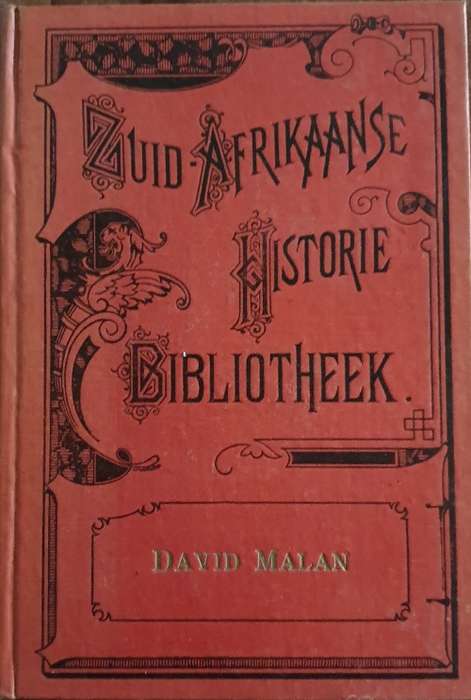 ZUID-AFRIKAANSE
HISTORIE
BIBLIOTHEEK.
DAVID MALAN